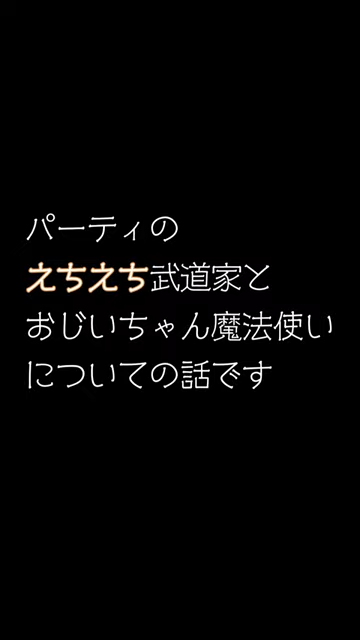 パーティの
えちえち武道家と
おじいちゃん魔法使い
についての話です